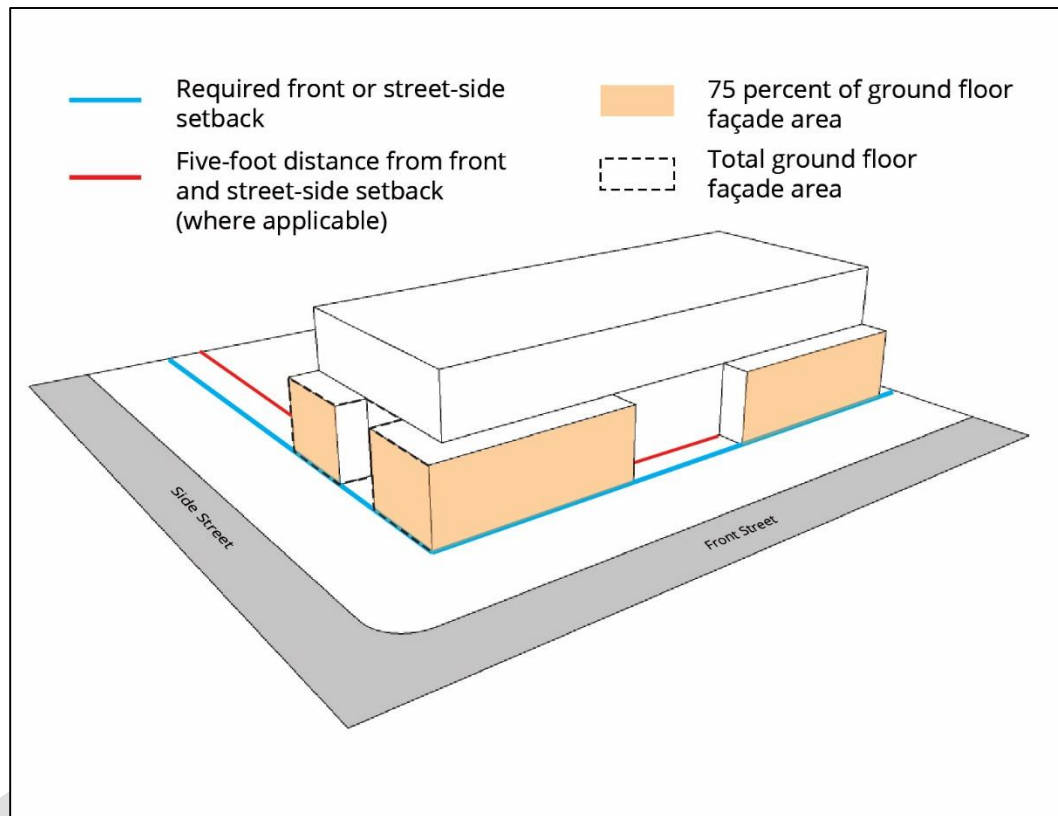 Required front or street-side
setback
Five-foot distance from front
and street-side setback
(where applicable)
75 percent of ground floor
façade area
Total ground floor
façade area
Side Street
Front Street